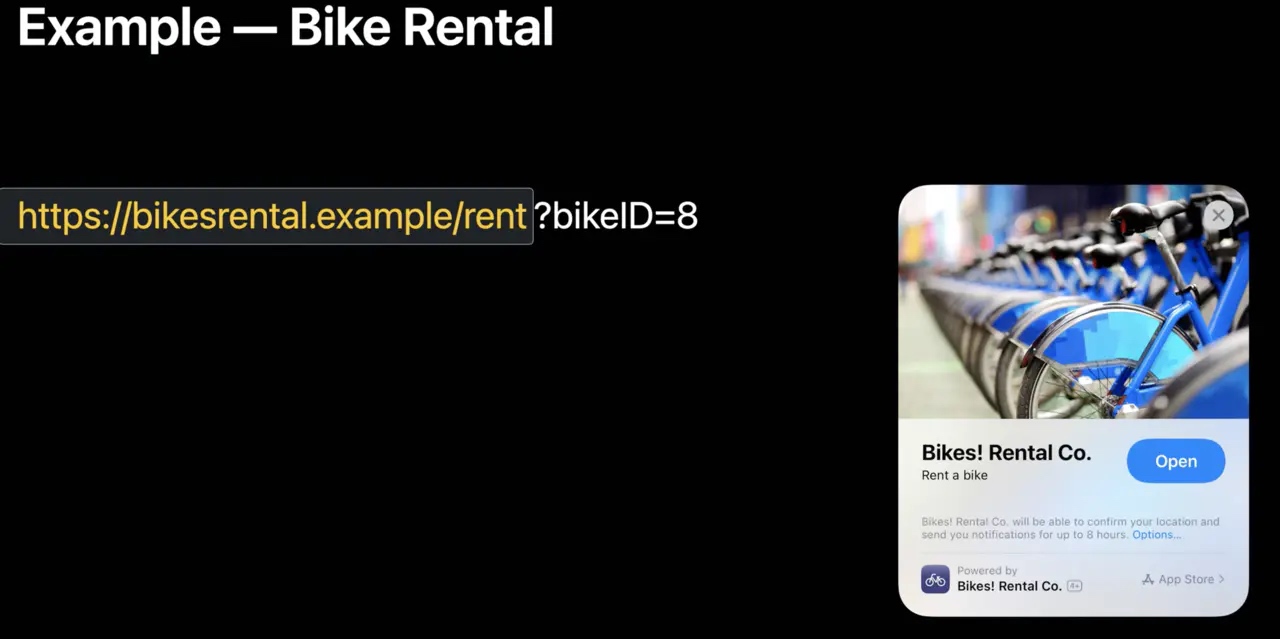 Example — Bike Rental
https://bikesrental.example/rent?bikeID=8
Bikes! Rental Co.
Rent a bike
Open
Bikes! Rental Co. will be able to confirm your location and
send you notifications for up to 8 hours. Options...
Powered by
Bikes! Rental Co. 4+
App Store >